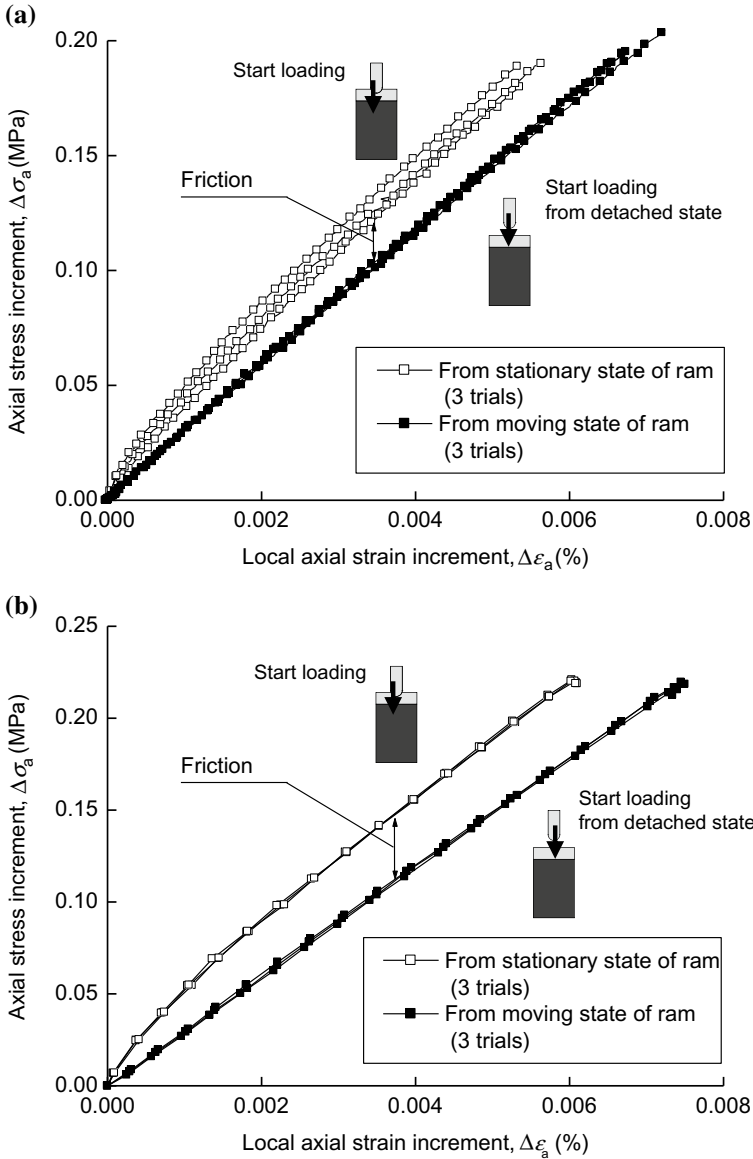 (a)
0.20
0.15
0.10
0.05
0.00
Axial stress increment, Δσa (MPa)
Start loading
Friction
Start loading
from detached state
From stationary state of ram
(3 trials)
From moving state of ram
(3 trials)
0.000 0.002 0.004 0.006 0.008
Local axial strain increment, Δεa (%)
(b)
0.25
0.20
0.15
0.10
0.05
0.00
Axial stress increment, Δσa (MPa)
Start loading
Friction
Start loading
from detached state
From stationary state of ram
(3 trials)
From moving state of ram
(3 trials)
0.000 0.002 0.004 0.006 0.008
Local axial strain increment, Δεa (%)